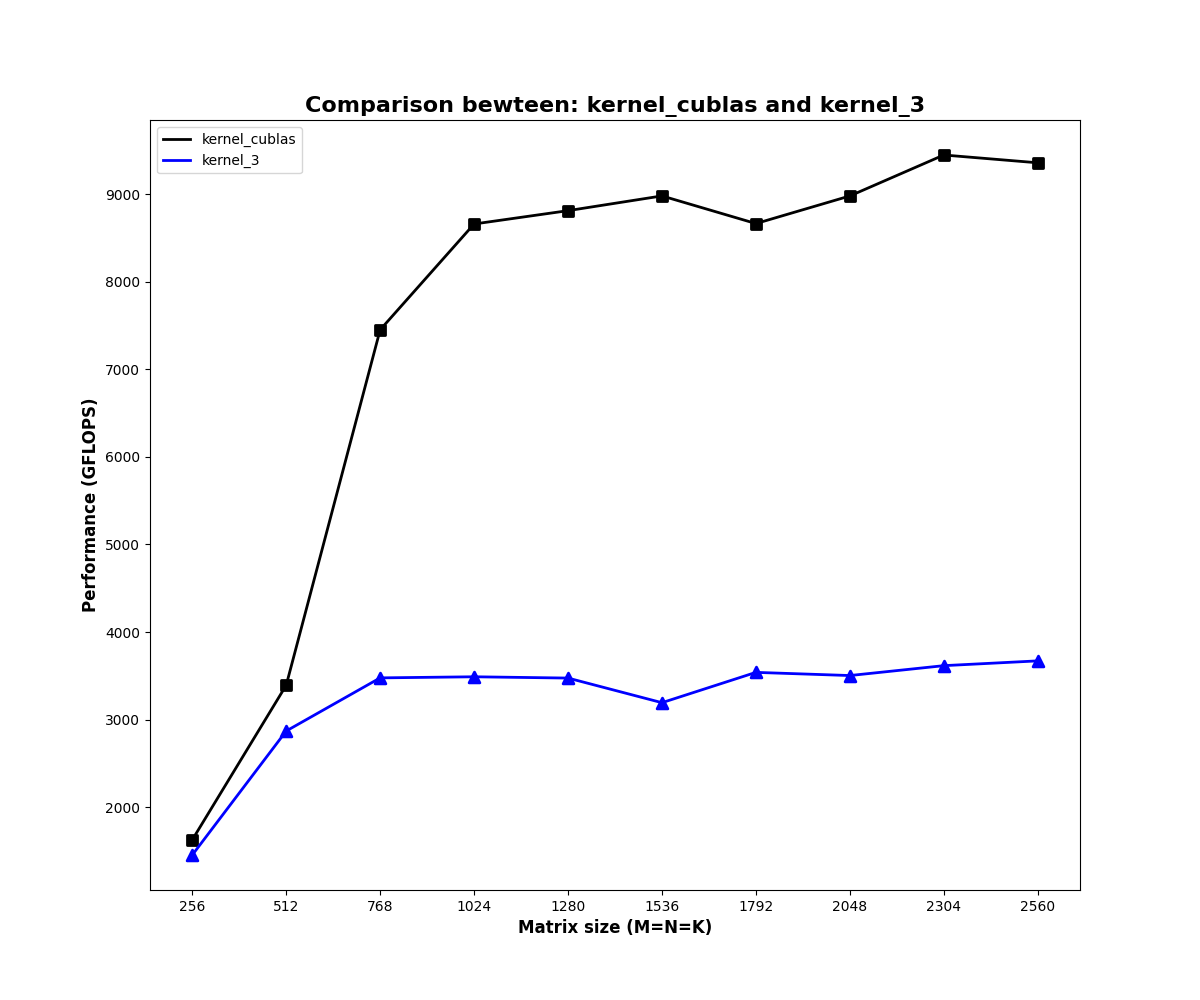 Comparison bewteen: kernel_cublas and kernel_3
kernel_cublas
kernel_3
Performance (GFLOPS)
9000
8000
7000
6000
5000
4000
3000
2000
256 512 768 1024 1280 1536 1792 2048 2304 2560
Matrix size (M=N=K)